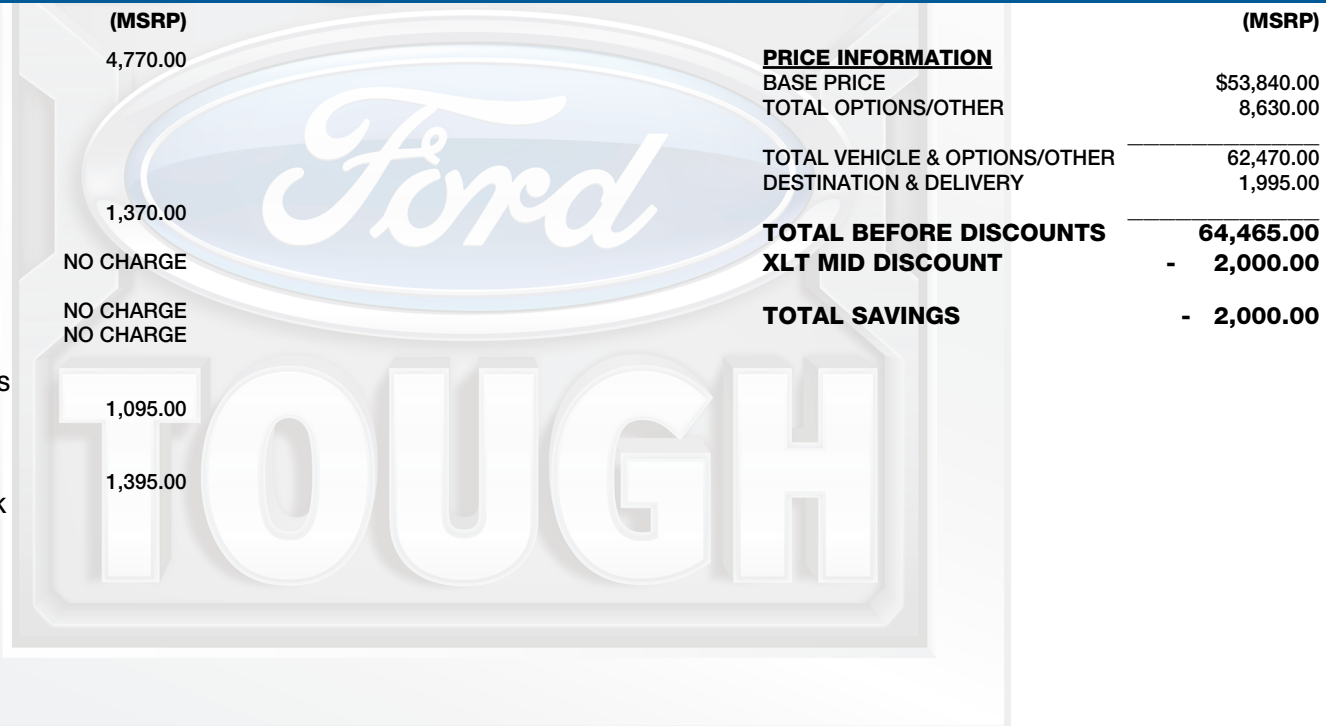 (MSRP)
4,770.00
1,370.00
NO CHARGE
NO CHARGE
NO CHARGE
S
1,095.00
1,395.00
K
(MSRP)
PRICE INFORMATION
BASE PRICE $53,840.00
TOTAL OPTIONS/OTHER 8,630.00
TOTAL VEHICLE & OPTIONS/OTHER 62,470.00
DESTINATION & DELIVERY 1,995.00
TOTAL BEFORE DISCOUNTS 64,465.00
XLT MID DISCOUNT - 2,000.00
TOTAL SAVINGS - 2,000.00
Ford
TOUGH